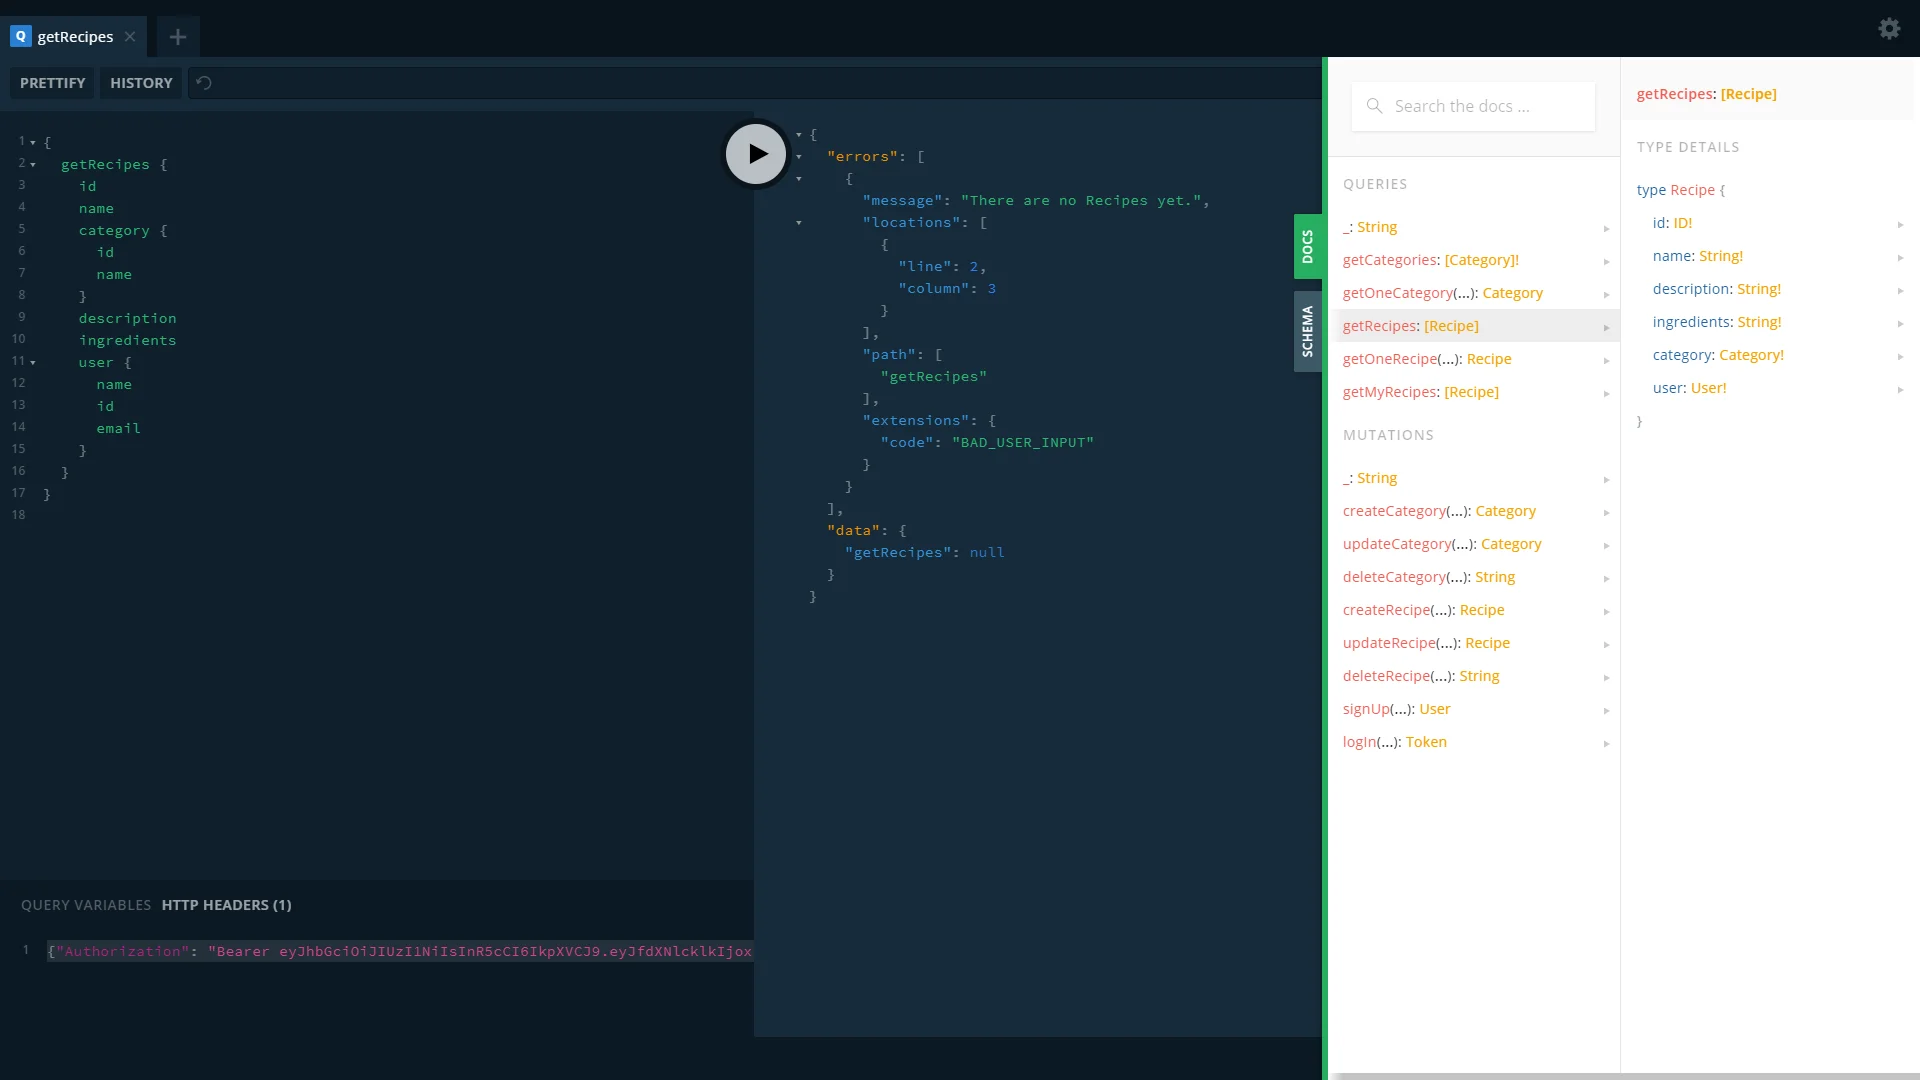 Q getRecipes
PRETTIFY HISTORY
1 {
2 getRecipes {
3 id
4 name
5 category {
6 id
7 name
8 }
9 description
10 ingredients
11 user {
12 name
13 id
14 email
15 }
16 }
17 }
18
QUERY VARIABLES HTTP HEADERS (1)
1 {"Authorization": "Bearer eyJhbGciOiJIUzI1NiIsInR5cCI6IkpXVCJ9.eyJfdXNlcklkIjox
{
"errors": [
{
"message": "There are no Recipes yet.",
"locations": [
{
"line": 2,
"column": 3
}
],
"path": [
"getRecipes"
],
"extensions": {
"code": "BAD_USER_INPUT"
}
}
],
"data": {
"getRecipes": null
}
}
DOCS
SCHEMA
Search the docs ...
QUERIES
_: String
getCategories: [Category]!
getOneCategory(...): Category
getRecipes: [Recipe]
getOneRecipe(...): Recipe
getMyRecipes: [Recipe]
MUTATIONS
_: String
createCategory(...): Category
updateCategory(...): Category
deleteCategory(...): String
createRecipe(...): Recipe
updateRecipe(...): Recipe
deleteRecipe(...): String
signUp(...): User
logIn(...): Token
getRecipes: [Recipe]
TYPE DETAILS
type Recipe {
id: ID!
name: String!
description: String!
ingredients: String!
category: Category!
user: User!
}